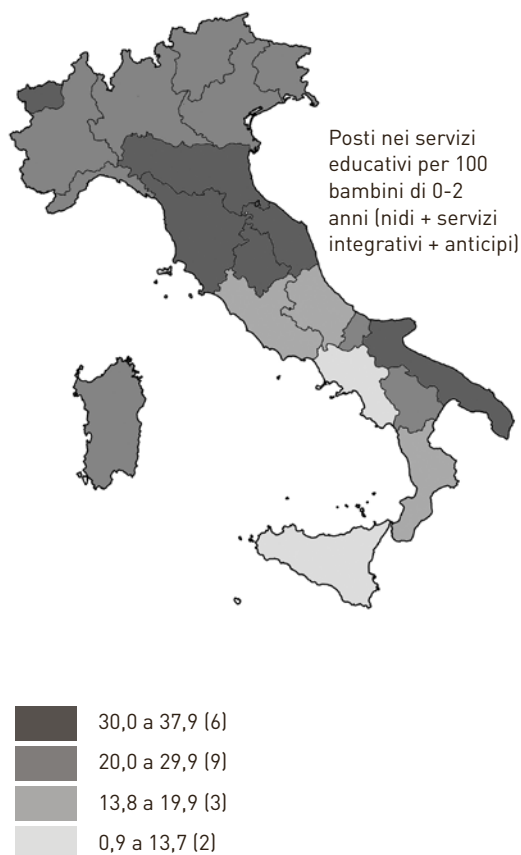 Posti nei servizi
educativi per 100
bambini di 0-2
anni (nidi + servizi
integrativi + anticipi)
30,0 a 37,9 (6)
20,0 a 29,9 (9)
13,8 a 19,9 (3)
0,9 a 13,7 (2)